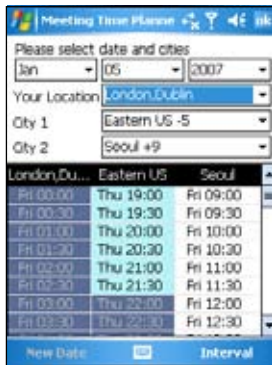 Meeting Time Planne ok
Please select date and cities
Jan 05 2007
Your Location London,Dublin
City 1 Eastern US -5
City 2 Seoul +9
London,Du... Eastern US Seoul
Fri 00:00 Thu 19:00 Fri 09:00
Fri 00:30 Thu 19:30 Fri 09:30
Fri 01:00 Thu 20:00 Fri 10:00
Fri 01:30 Thu 20:30 Fri 10:30
Fri 02:00 Thu 21:00 Fri 11:00
Fri 02:30 Thu 21:30 Fri 11:30
Fri 03:00 Thu 22:00 Fri 12:00
Fri 03:30 Thu 22:30 Fri 12:30
New Date Interval